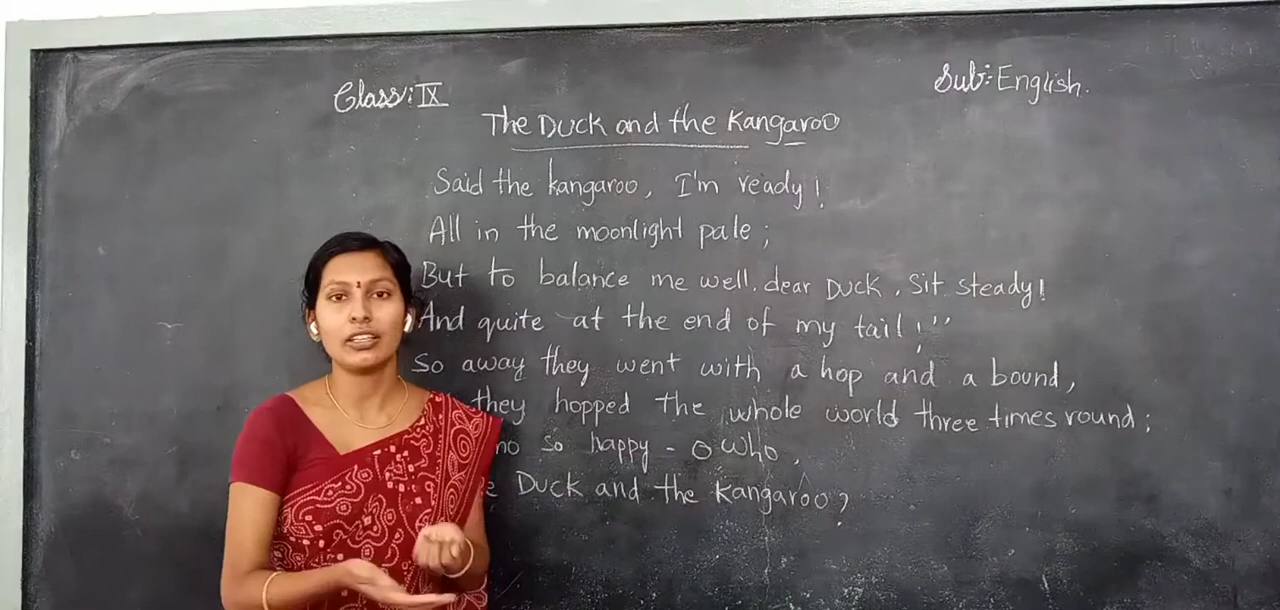 Class: IX
Sub: English.
The Duck and the Kangaroo
Said the kangaroo, I'm ready!
All in the moonlight pale;
But to balance me well, dear Duck, Sit steady!
And quite at the end of my tail!"
So away they went with a hop and a bound,
they hopped the whole world three times round;
so happy - O who,
Duck and the Kangaroo?